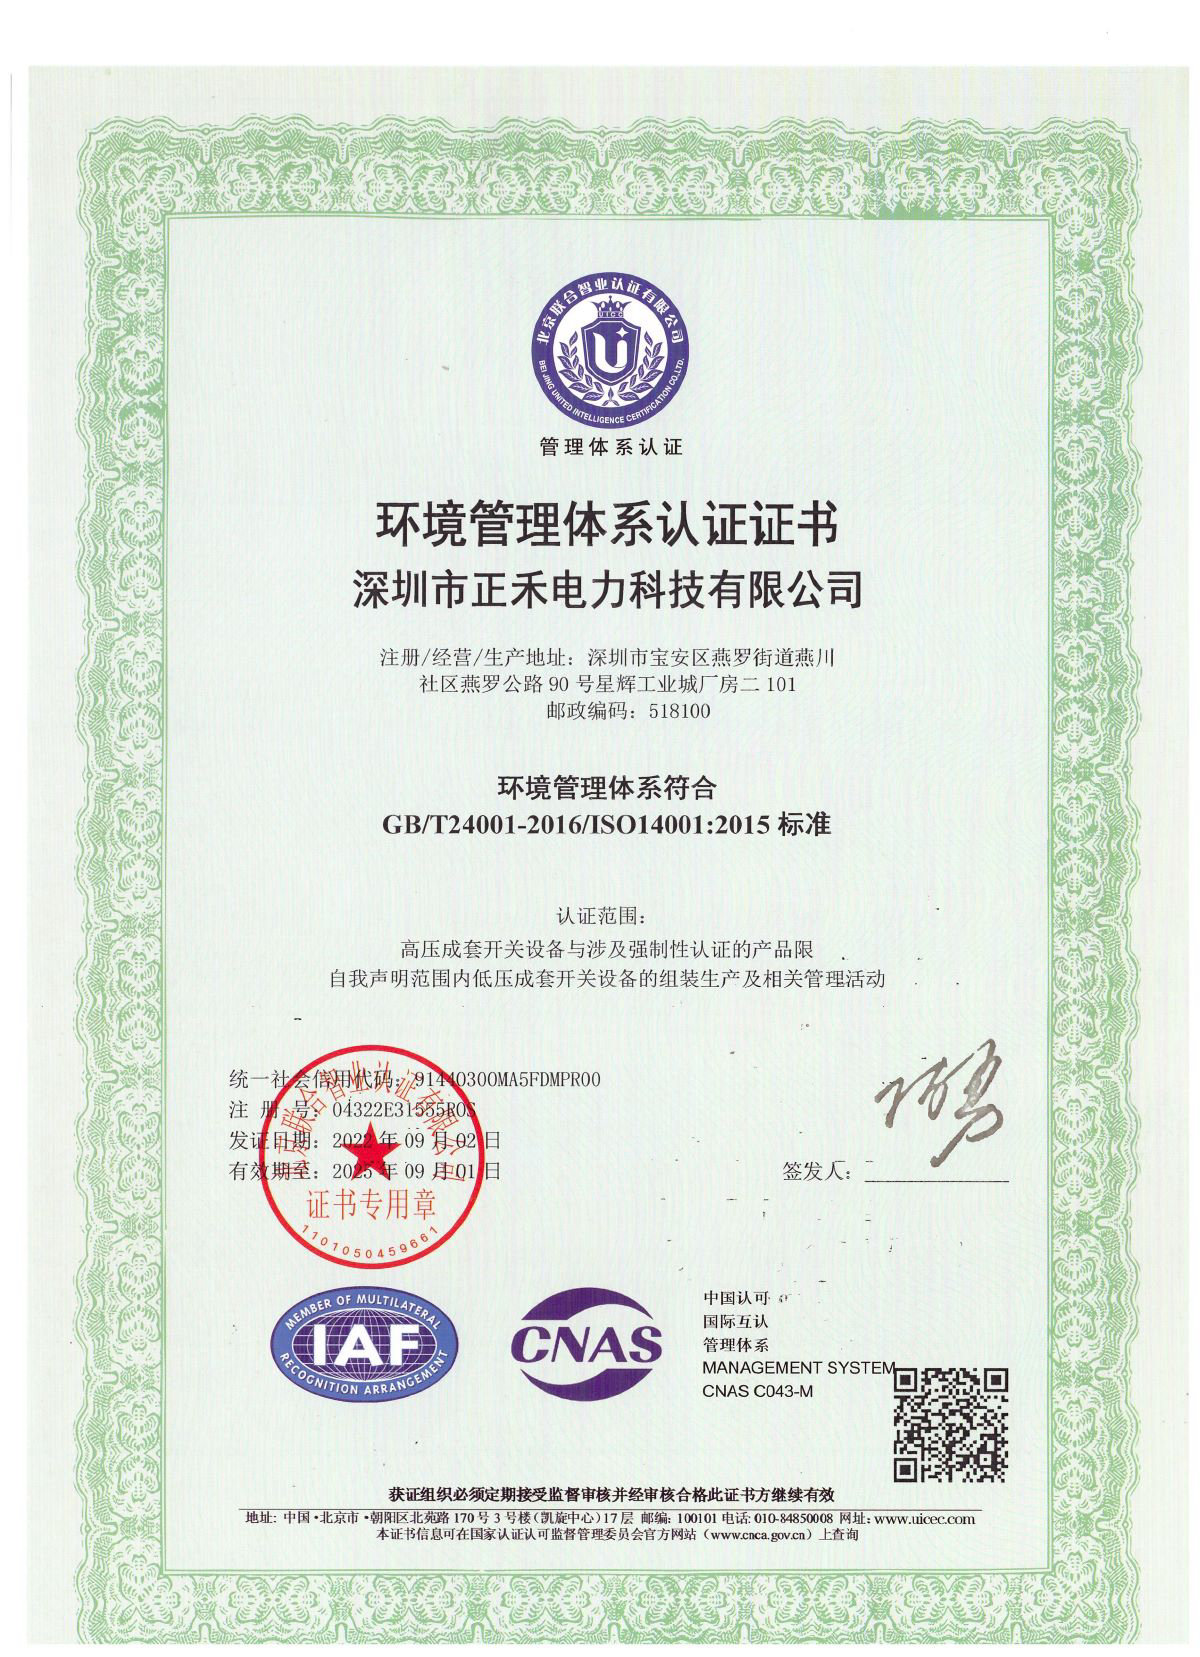 北京联合智业认证有限公司
UICC
BEIJING UNITED INTELLIGENCE CERTIFICATION CO.,LTD.
管理体系认证
环境管理体系认证证书
深圳市正禾电力科技有限公司
注册/经营/生产地址：深圳市宝安区燕罗街道燕川
社区燕罗公路 90 号星辉工业城厂房二 101
邮政编码：518100
环境管理体系符合
GB/T24001-2016/ISO14001:2015 标准
认证范围：
高压成套开关设备与涉及强制性认证的产品限
自我声明范围内低压成套开关设备的组装生产及相关管理活动
统一社会信用代码：91440300MA5FDMPR00
注 册 号：04322E31555R0S
发证日期：2022 年 09 月 02 日
有效期至：2025 年 09 月 01 日
签发人：
北京联合智业认证有限公司
证书专用章
1101050459661
MEMBER OF MULTILATERAL
IAF
RECOGNITION ARRANGEMENT
CNAS
中国认可
国际互认
管理体系
MANAGEMENT SYSTEM
CNAS C043-M
获证组织必须定期接受监督审核并经审核合格此证书方继续有效
地址: 中国·北京市·朝阳区北苑路 170 号 3 号楼（凯旋中心）17 层 邮编: 100101 电话: 010-84850008 网址: www.uicec.com
本证书信息可在国家认证认可监督管理委员会官方网站（www.cnca.gov.cn）上查询